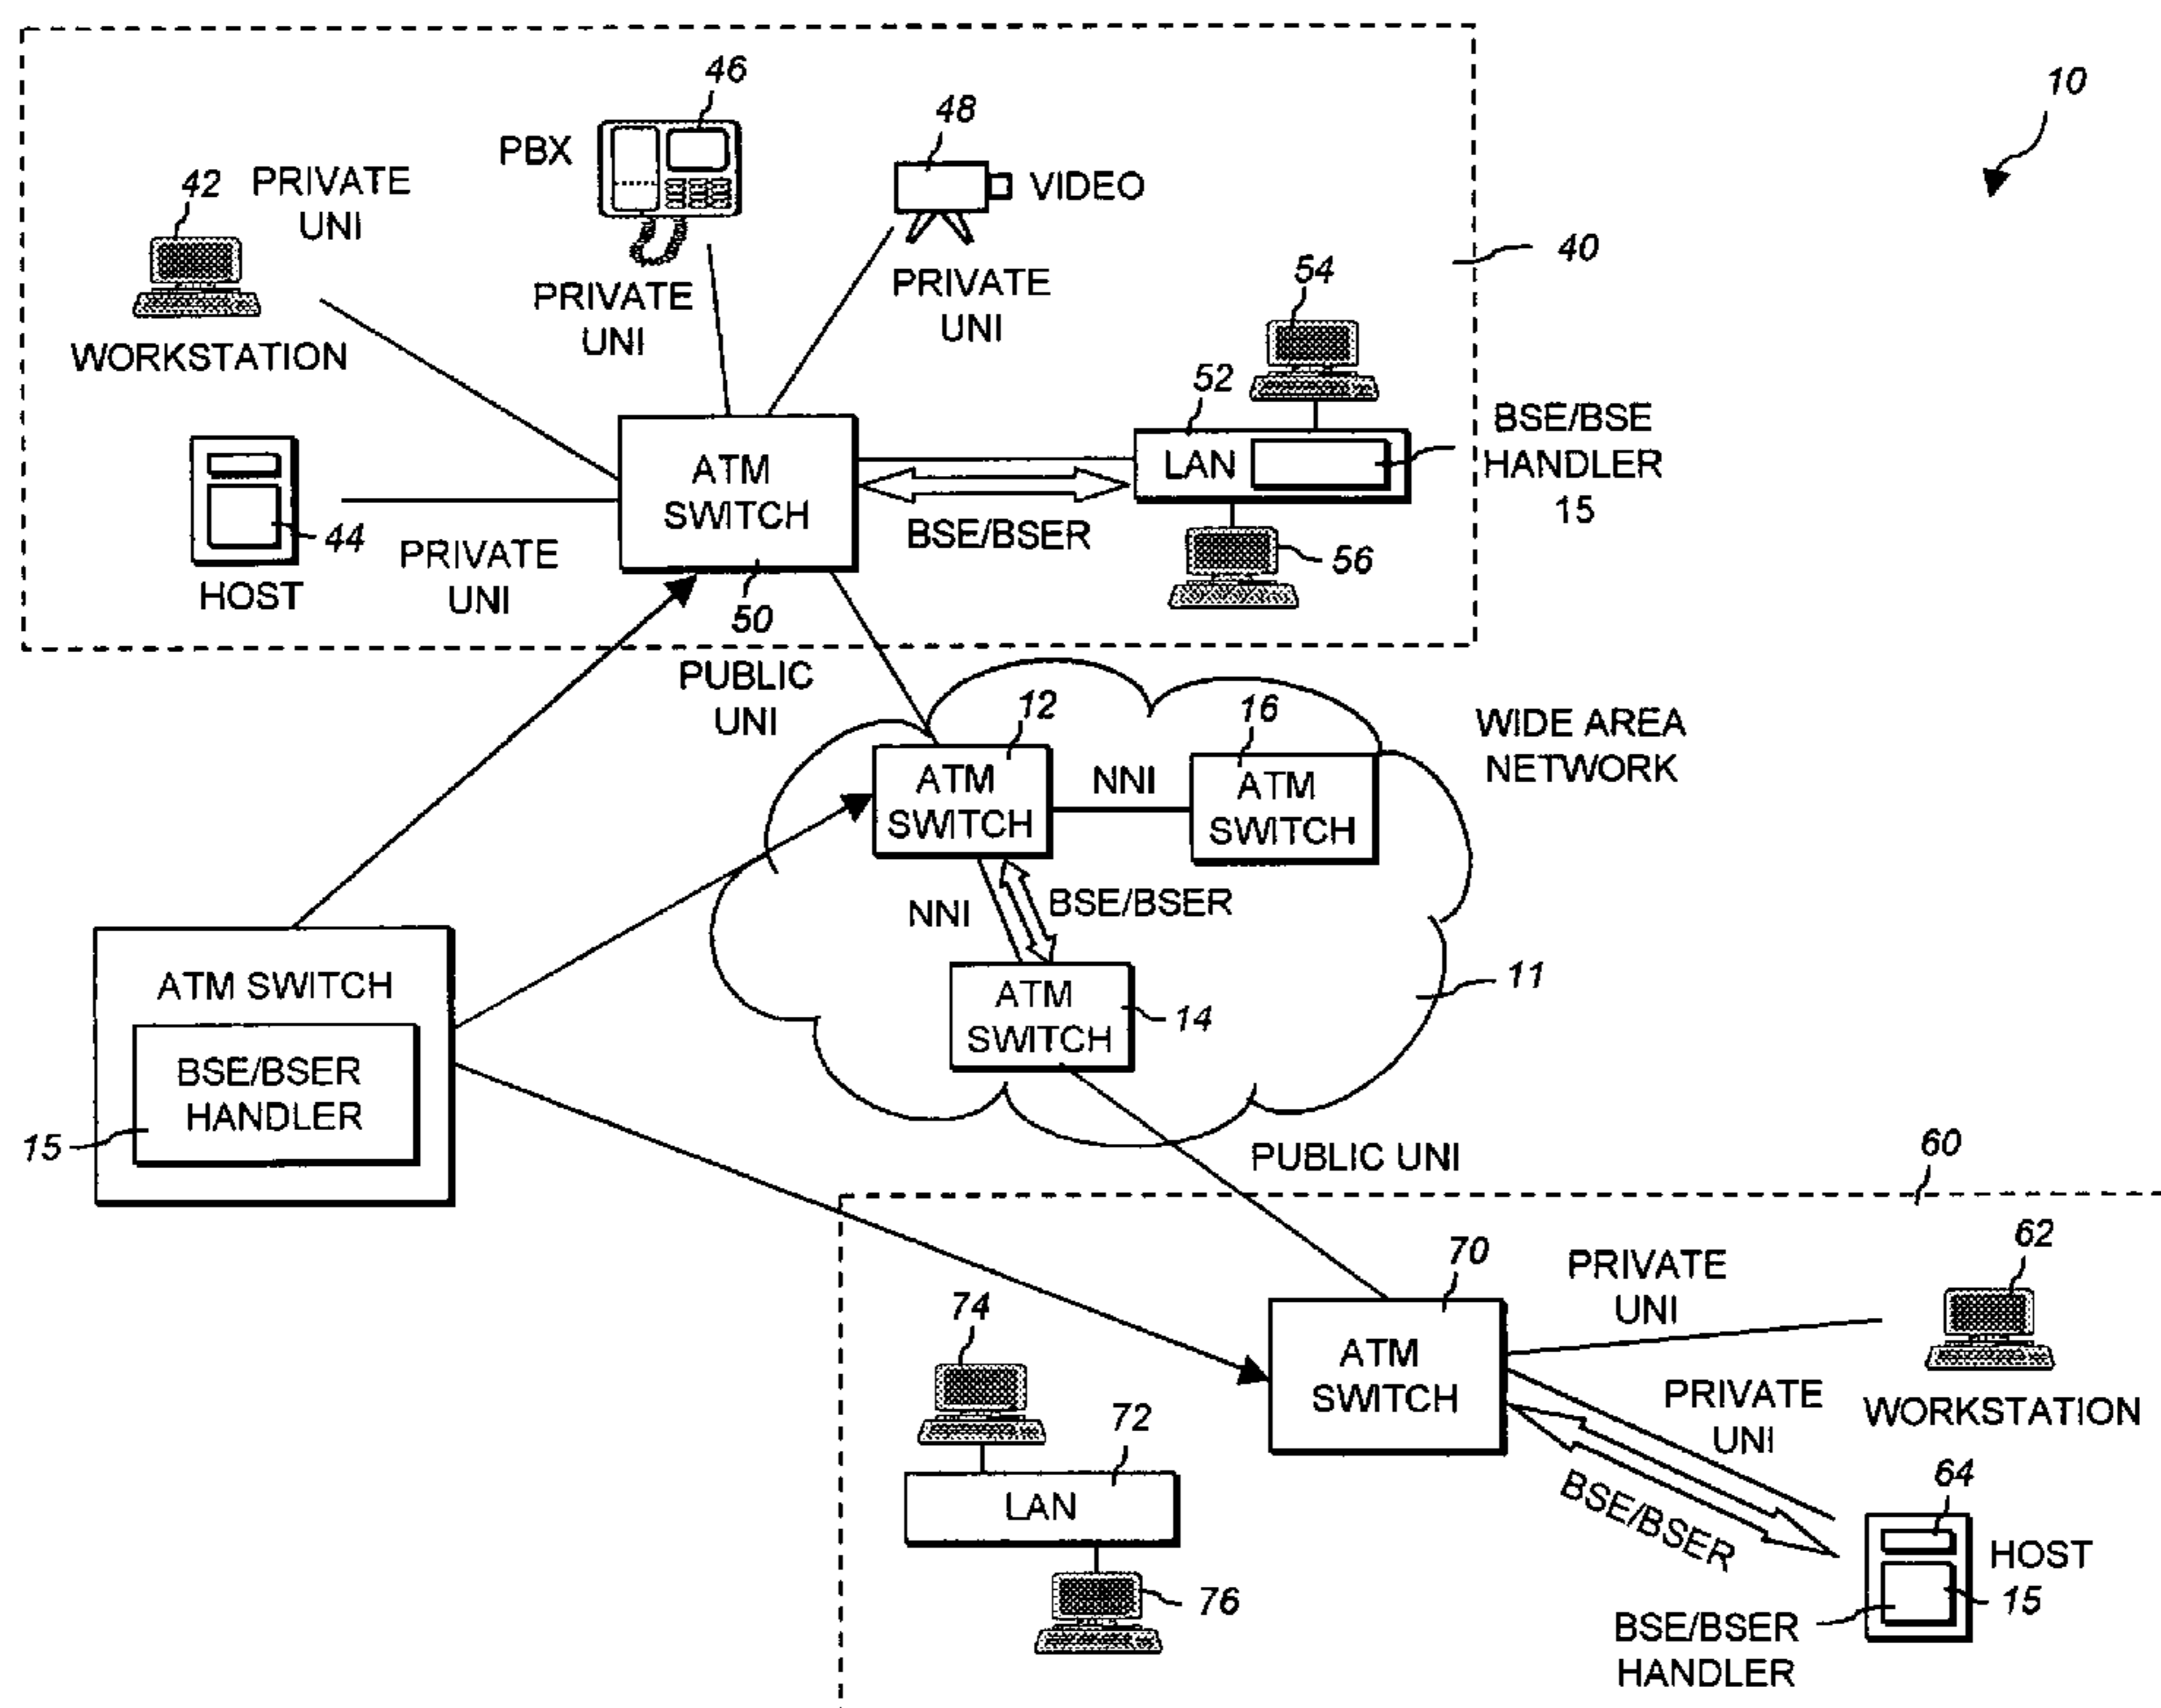 10
46
PBX
48
VIDEO
42
PRIVATE
UNI
WORKSTATION
PRIVATE
UNI
PRIVATE
UNI
40
54
52
LAN
BSE/BSE
HANDLER
15
ATM
SWITCH
BSE/BSER
56
44
HOST
PRIVATE
UNI
50
PUBLIC
UNI
12
ATM
SWITCH
NNI
16
ATM
SWITCH
WIDE AREA
NETWORK
NNI
BSE/BSER
ATM
SWITCH
14
11
ATM SWITCH
BSE/BSER
HANDLER
15
PUBLIC UNI
60
70
ATM
SWITCH
PRIVATE
UNI
62
WORKSTATION
PRIVATE
UNI
BSE/BSER
64
HOST
15
BSE/BSER
HANDLER
74
72
LAN
76